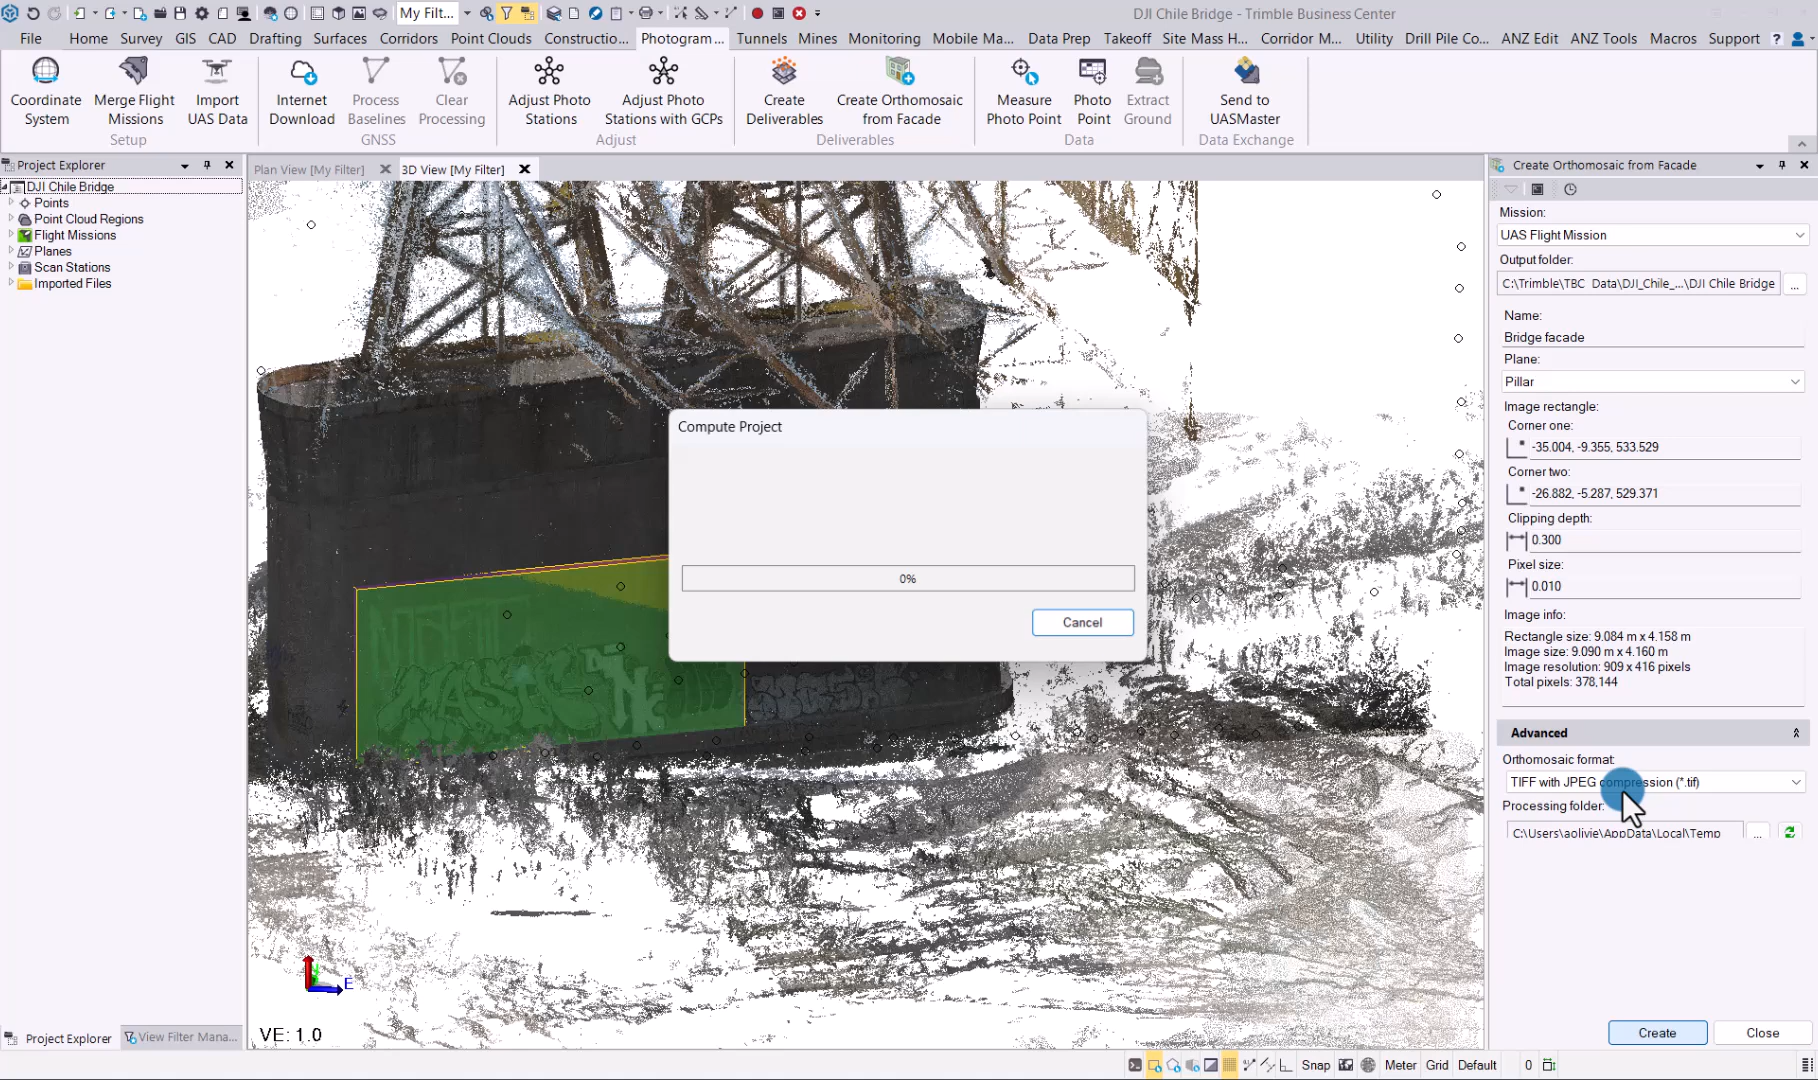 My Filt...
DJI Chile Bridge - Trimble Business Center
File Home Survey GIS CAD Drafting Surfaces Corridors Point Clouds Constructio... Photogram... Tunnels Mines Monitoring Mobile Ma... Data Prep Takeoff Site Mass H... Corridor M... Utility Drill Pile Co... ANZ Edit ANZ Tools Macros Support ?
Coordinate System
Merge Flight Missions
Import UAS Data
Setup
Internet Download
Process Baselines
Clear Processing
GNSS
Adjust Photo Stations
Adjust Photo Stations with GCPs
Adjust
Create Deliverables
Create Orthomosaic from Facade
Deliverables
Measure Photo Point
Photo Point
Extract Ground
Data
Send to UASMaster
Data Exchange
Project Explorer
DJI Chile Bridge
Points
Point Cloud Regions
Flight Missions
Planes
Scan Stations
Imported Files
Plan View [My Filter]
3D View [My Filter]
Compute Project
0%
Cancel
E
VE: 1.0
Create Orthomosaic from Facade
Mission:
UAS Flight Mission
Output folder:
C:\Trimble\TBC Data\DJI_Chile_...\DJI Chile Bridge
...
Name:
Bridge facade
Plane:
Pillar
Image rectangle:
Corner one:
-35.004, -9.355, 533.529
Corner two:
-26.882, -5.287, 529.371
Clipping depth:
0.300
Pixel size:
0.010
Image info:
Rectangle size: 9.084 m x 4.158 m
Image size: 9.090 m x 4.160 m
Image resolution: 909 x 416 pixels
Total pixels: 378,144
Advanced
Orthomosaic format:
TIFF with JPEG compression (*.tif)
Processing folder:
C:\Users\aolivie\AppData\Local\Temp
...
Create
Close
Project Explorer
View Filter Mana...
Snap
Meter
Grid
Default
0